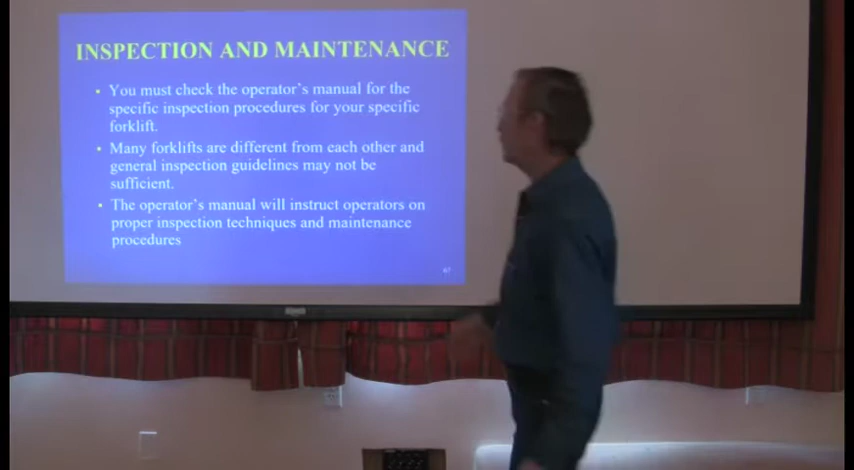 INSPECTION AND MAINTENANCE
• You must check the operator's manual for the
specific inspection procedures for your specific
forklift.
• Many forklifts are different from each other and
general inspection guidelines may not be
sufficient.
• The operator's manual will instruct operators on
proper inspection techniques and maintenance
procedures